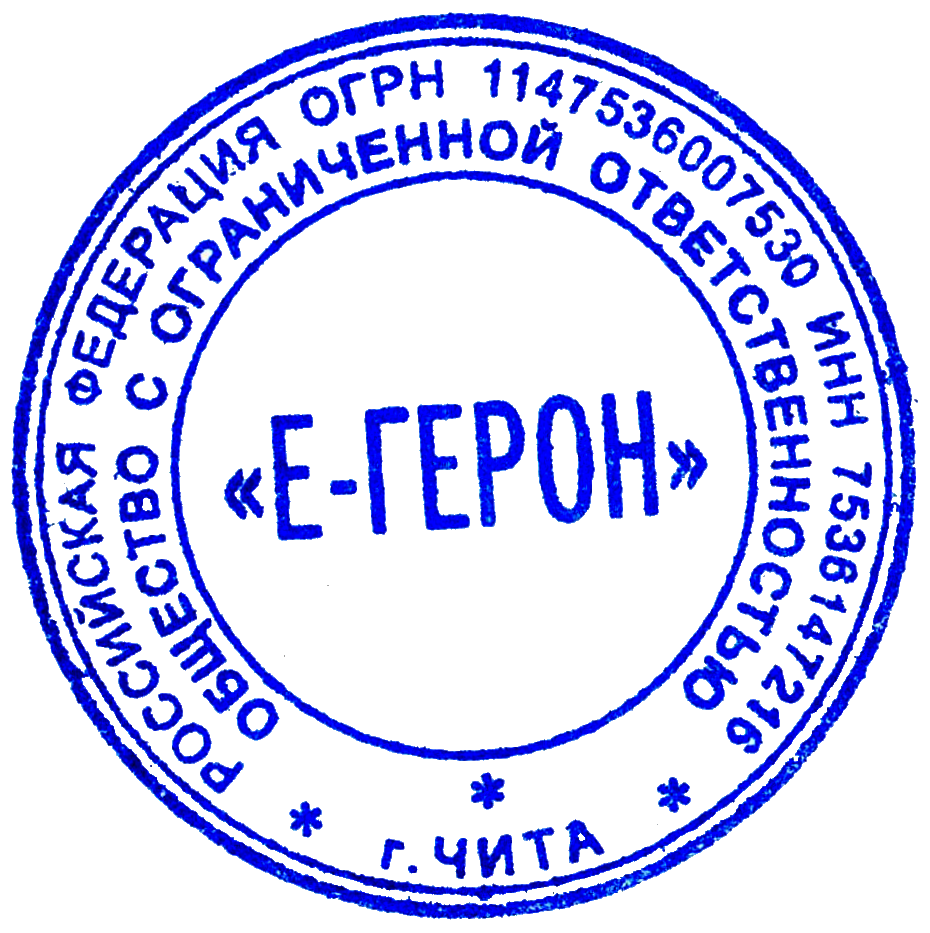 РОССИЙСКАЯ ФЕДЕРАЦИЯ ОГРН 1147536007530 ИНН 7536147216
ОБЩЕСТВО С ОГРАНИЧЕННОЙ ОТВЕТСТВЕННОСТЬЮ
«Е-ГЕРОН»
* * *
г. ЧИТА